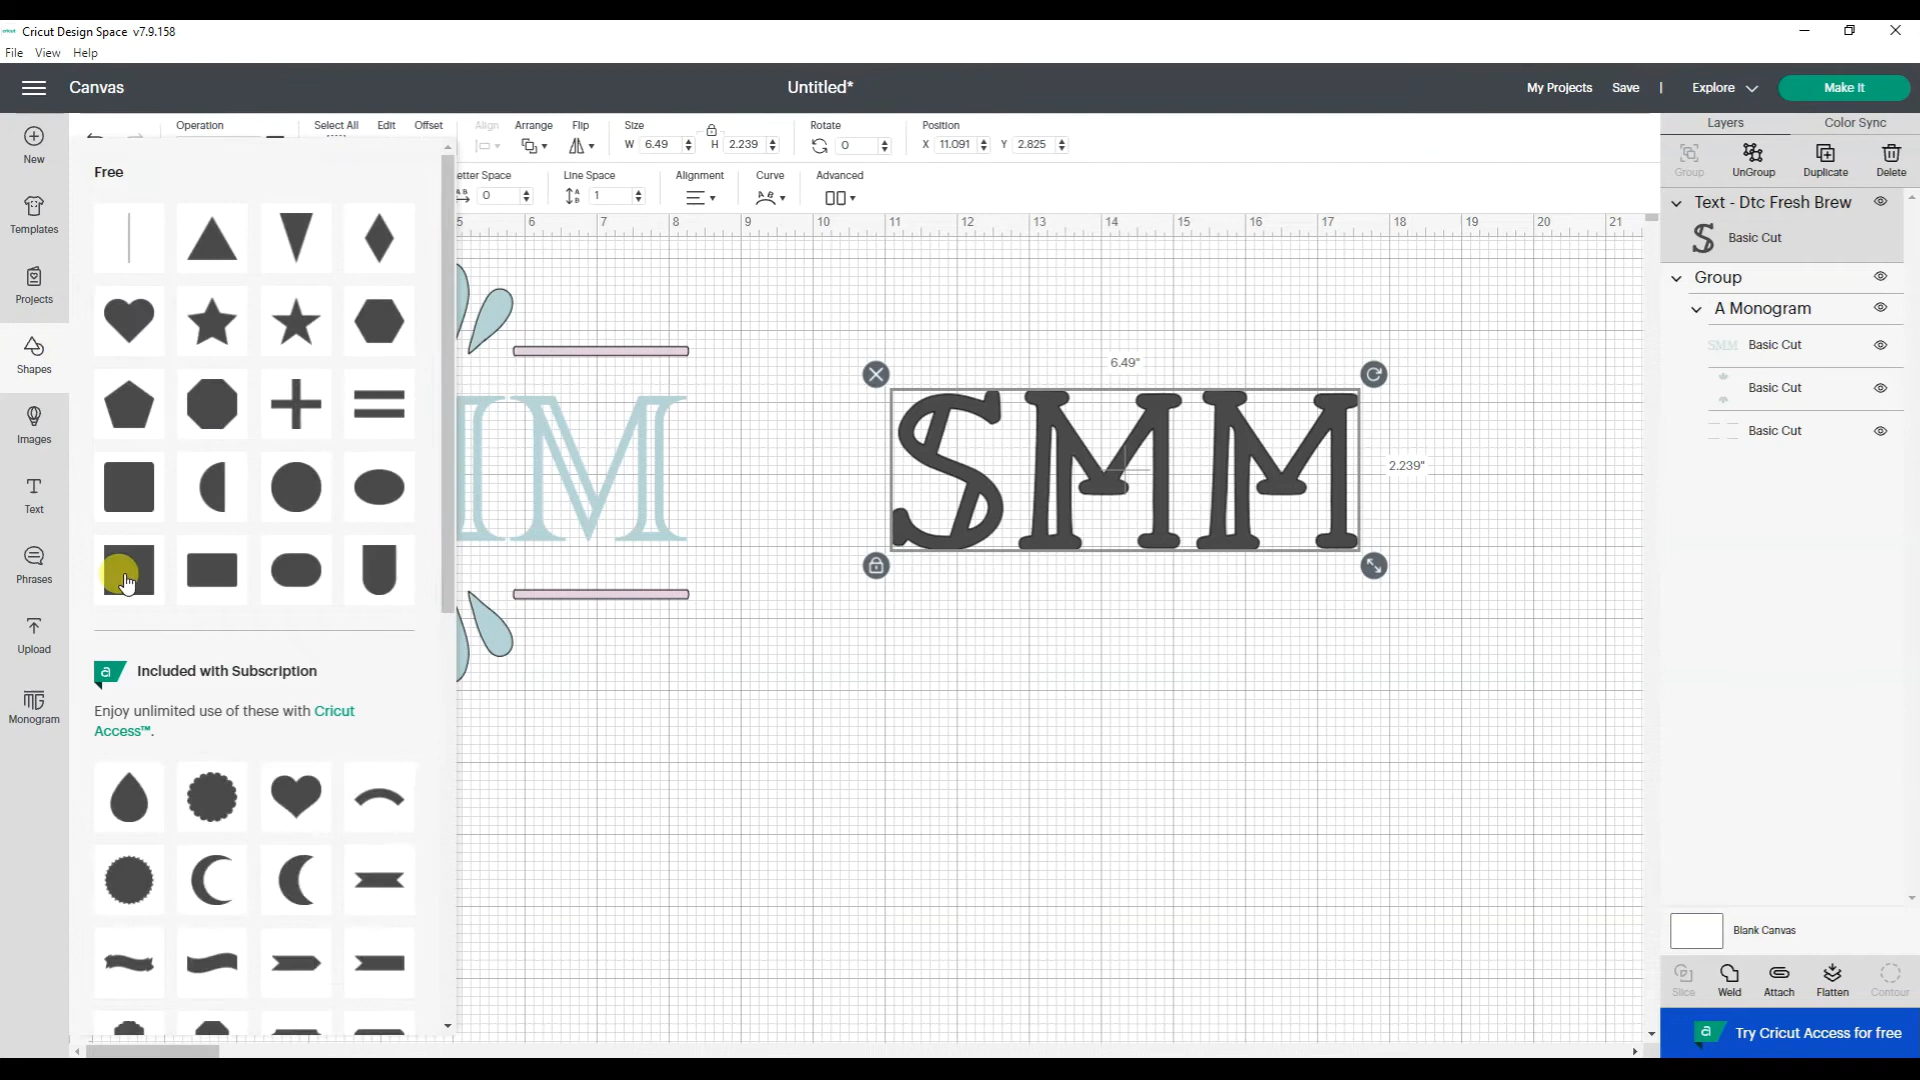 Cricut Design Space v7.9.158
File View Help
Canvas
Untitled*
My Projects Save | Explore
Make It
New
Templates
Projects
Shapes
Images
Text
Phrases
Upload
Monogram
Operation
Select All Edit Offset Align Arrange Flip
Size
W 6.49 H 2.239
Rotate
0
Position
X 11.091 Y 2.825
etter Space
0
Line Space
1
Alignment Curve Advanced
5 6 7 8 9 10 11 12 13 14 15 16 17 18 19 20 21
Free
Included with Subscription
Enjoy unlimited use of these with Cricut
Access™.
M
6.49"
SMM
2.239"
Layers Color Sync
Group UnGroup Duplicate Delete
Text - Dtc Fresh Brew
S Basic Cut
Group
A Monogram
SMM Basic Cut
Basic Cut
Basic Cut
Blank Canvas
Slice Weld Attach Flatten Contour
a Try Cricut Access for free